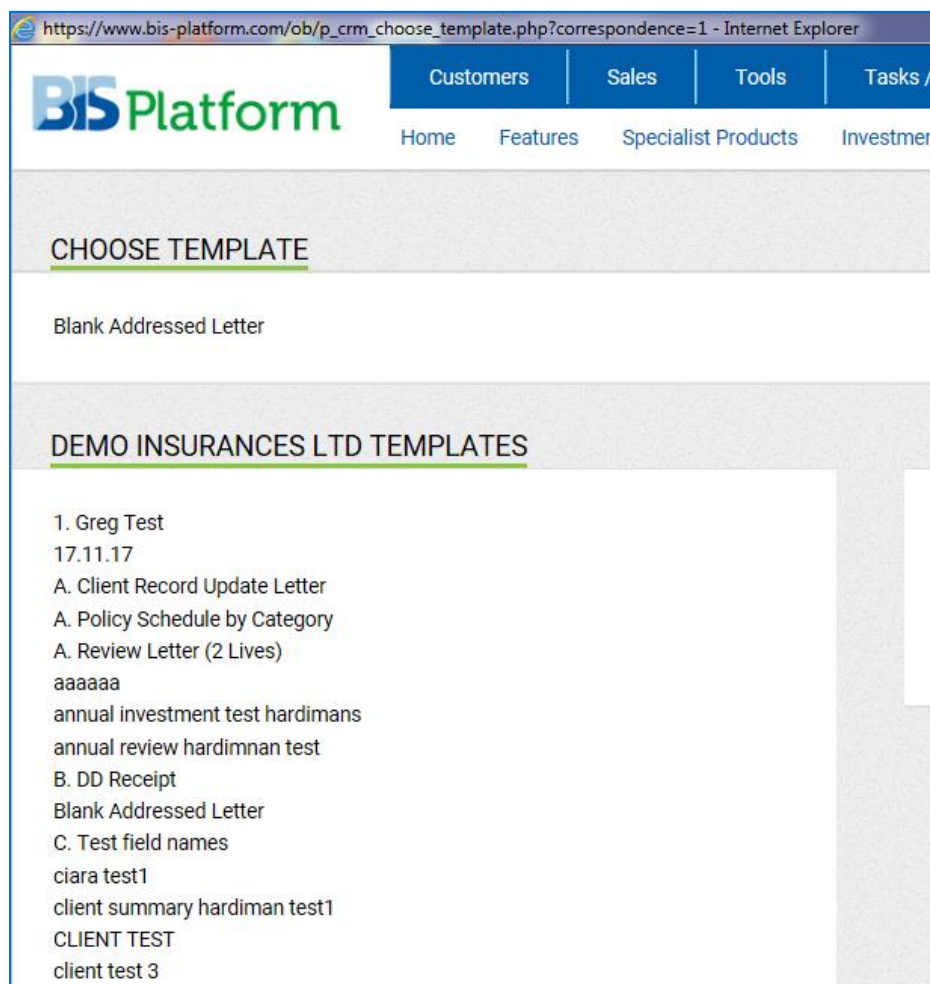 https://www.bis-platform.com/ob/p_crm_choose_template.php?correspondence=1 - Internet Explorer
BIS Platform
Customers Sales Tools Tasks /
Home Features Specialist Products Investmen
CHOOSE TEMPLATE
Blank Addressed Letter
DEMO INSURANCES LTD TEMPLATES
1. Greg Test
17.11.17
A. Client Record Update Letter
A. Policy Schedule by Category
A. Review Letter (2 Lives)
aaaaaa
annual investment test hardimans
annual review hardimnan test
B. DD Receipt
Blank Addressed Letter
C. Test field names
ciara test1
client summary hardiman test1
CLIENT TEST
client test 3